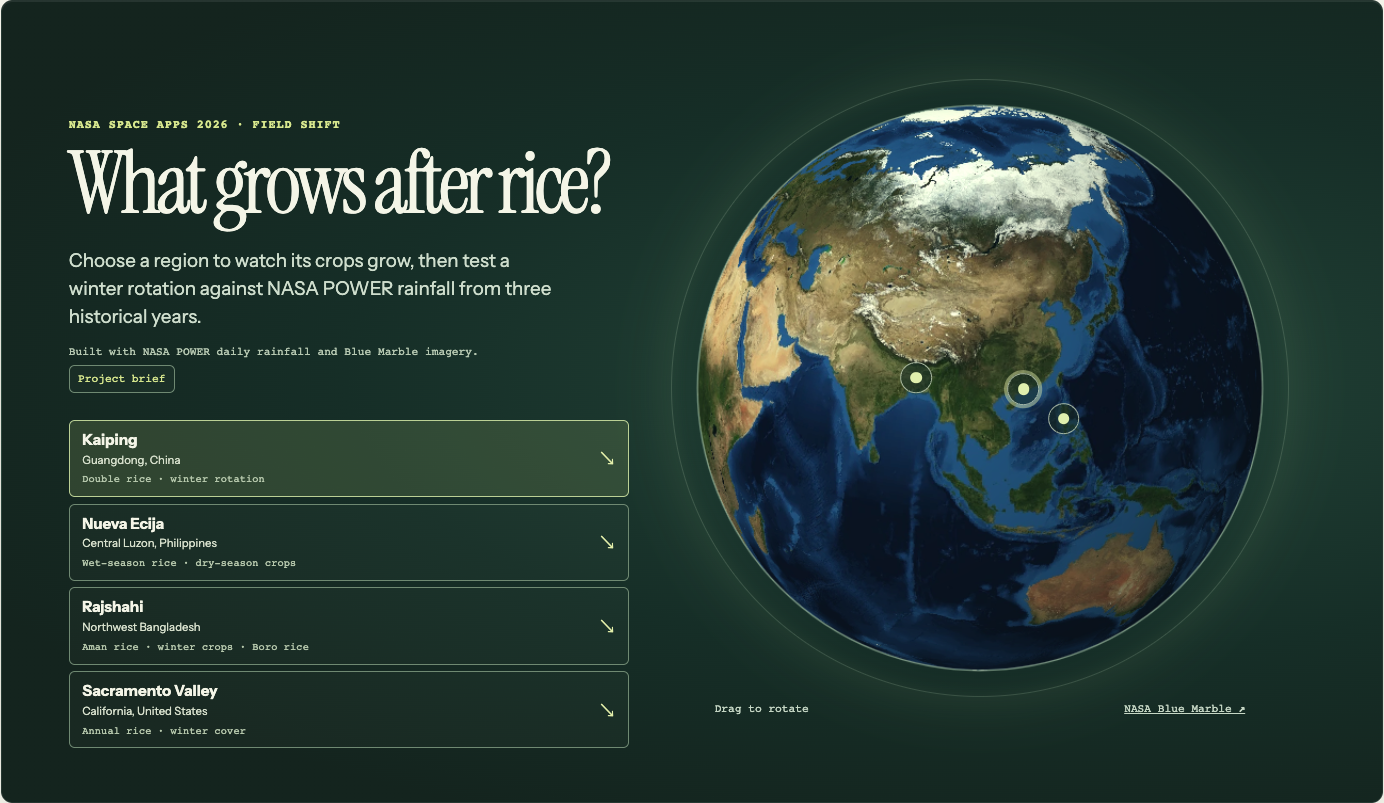 NASA SPACE APPS 2026 · FIELD SHIFT
What grows after rice?
Choose a region to watch its crops grow, then test a
winter rotation against NASA POWER rainfall from three
historical years.
Built with NASA POWER daily rainfall and Blue Marble imagery.
Project brief
Kaiping
Guangdong, China
Double rice · winter rotation
↘
Nueva Ecija
Central Luzon, Philippines
Wet-season rice · dry-season crops
↘
Rajshahi
Northwest Bangladesh
Aman rice · winter crops · Boro rice
↘
Sacramento Valley
California, United States
Annual rice · winter cover
↘
Drag to rotate
NASA Blue Marble ↗